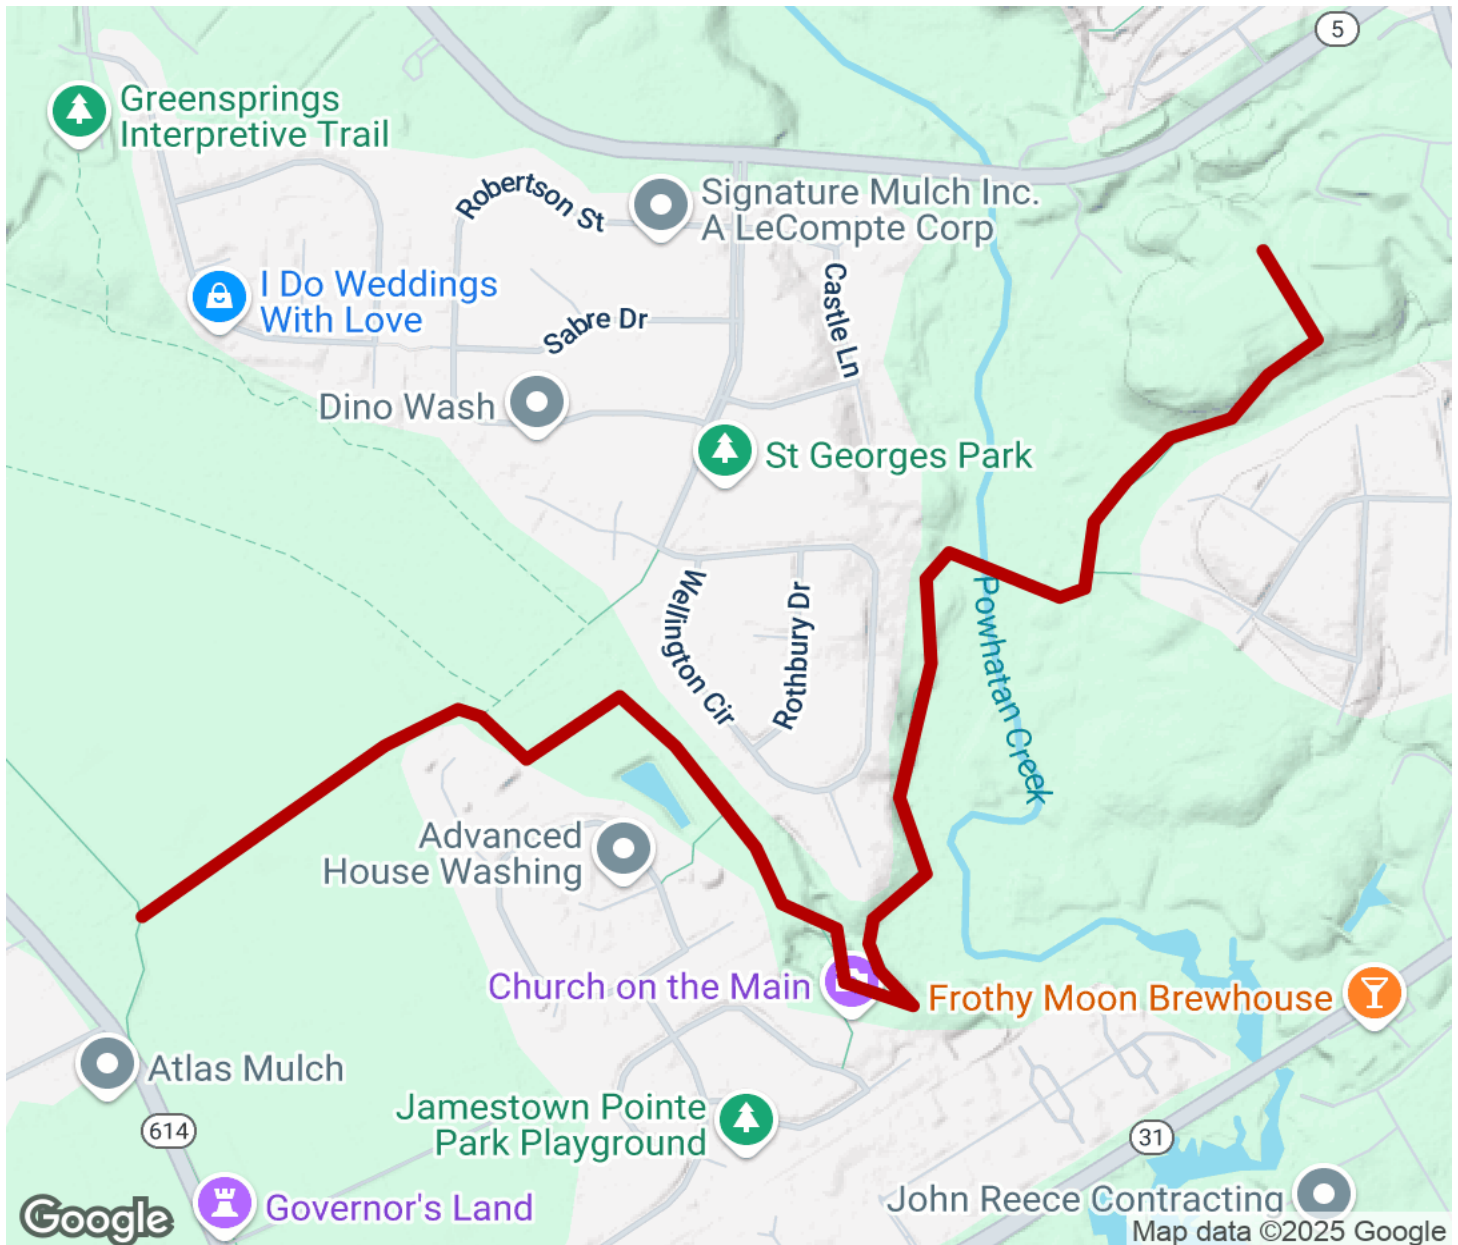 5
Greensprings
Interpretive Trail
Robertson St
Signature Mulch Inc.
A LeCompte Corp
I Do Weddings
With Love
Castle Ln
Sabre Dr
Dino Wash
St Georges Park
Wellington Cir
Rothbury Dr
Powhatan Creek
Advanced
House Washing
Church on the Main
Frothy Moon Brewhouse
Atlas Mulch
Jamestown Pointe
Park Playground
614
31
Governor's Land
John Reece Contracting
Google
Map data ©2025 Google